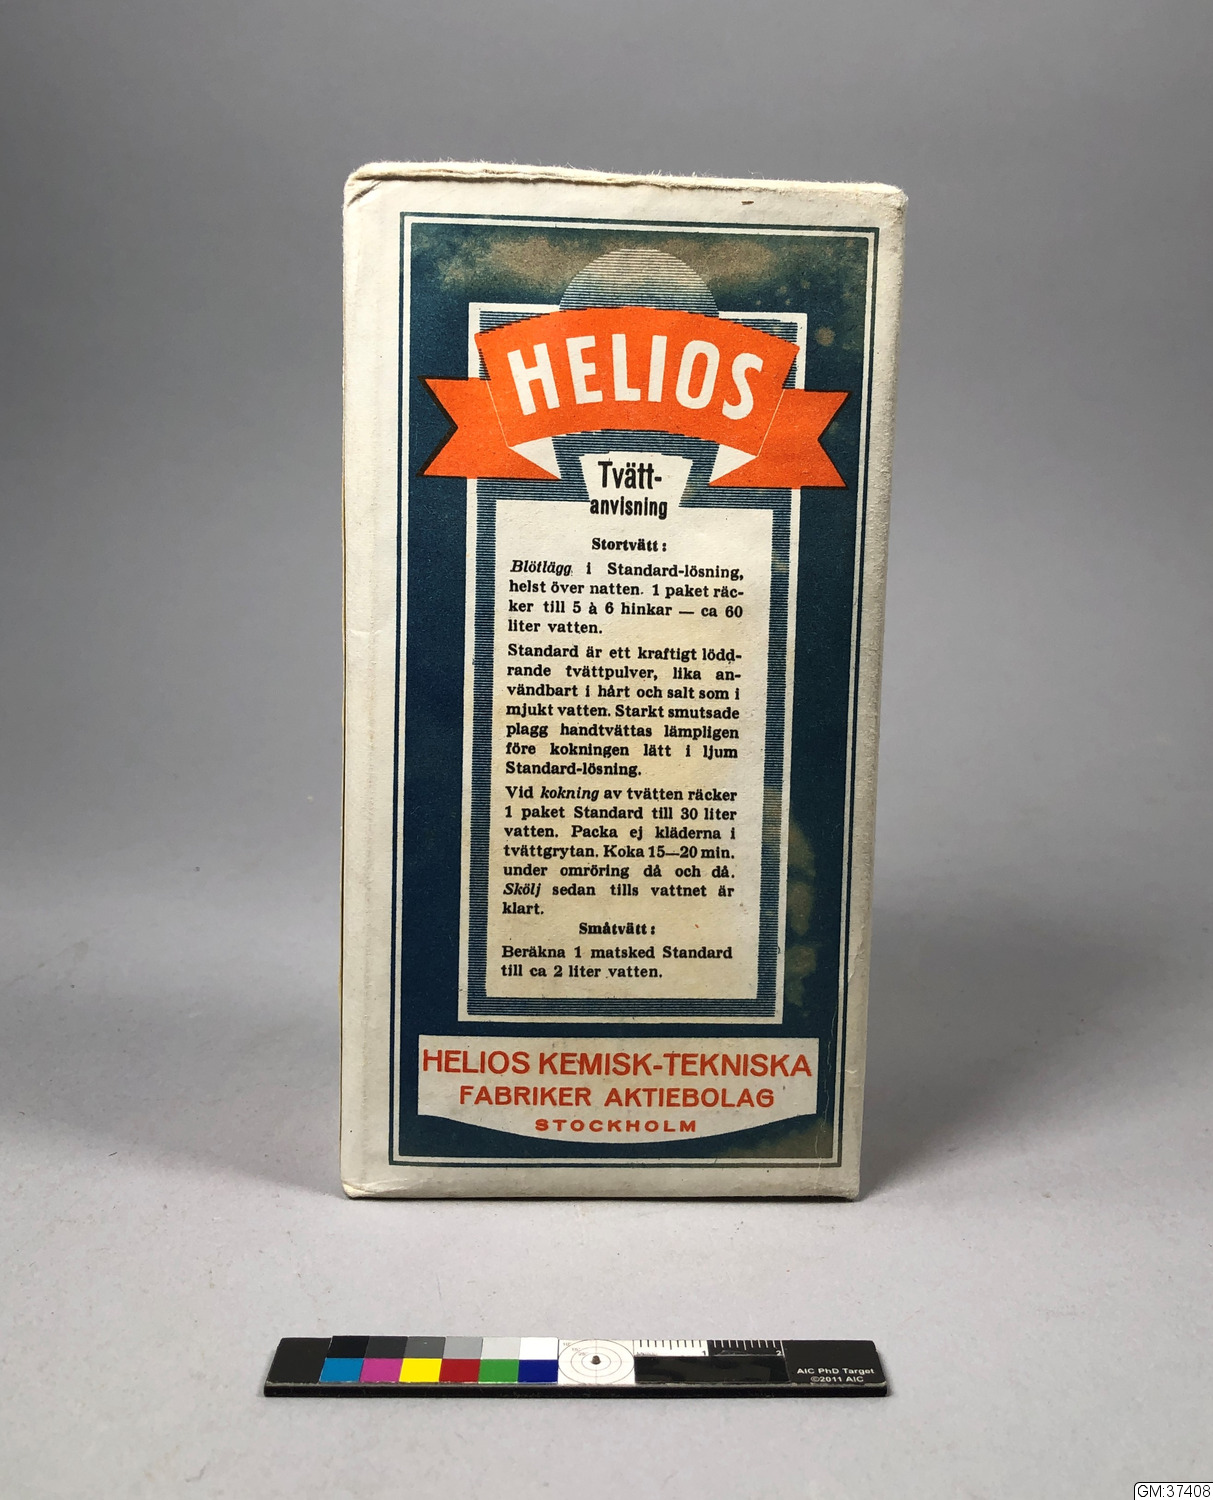 HELIOS
Tvätt-
anvisning
Stortvätt:
Blötlägg i Standard-lösning,
helst över natten. 1 paket räc-
ker till 5 à 6 hinkar — ca 60
liter vatten.
Standard är ett kraftigt lödd-
rande tvättpulver, lika an-
vändbart i hårt och salt som i
mjukt vatten. Starkt smutsade
plagg handtvättas lämpligen
före kokningen lätt i ljum
Standard-lösning.
Vid kokning av tvätten räcker
1 paket Standard till 30 liter
vatten. Packa ej kläderna i
tvättgrytan. Koka 15—20 min.
under omröring då och då.
Skölj sedan tills vattnet är
klart.
Småtvätt:
Beräkna 1 matsked Standard
till ca 2 liter vatten.
HELIOS KEMISK-TEKNISKA
FABRIKER AKTIEBOLAG
STOCKHOLM
1 2
AIC PhD Target
©2011 AIC
GM:37408